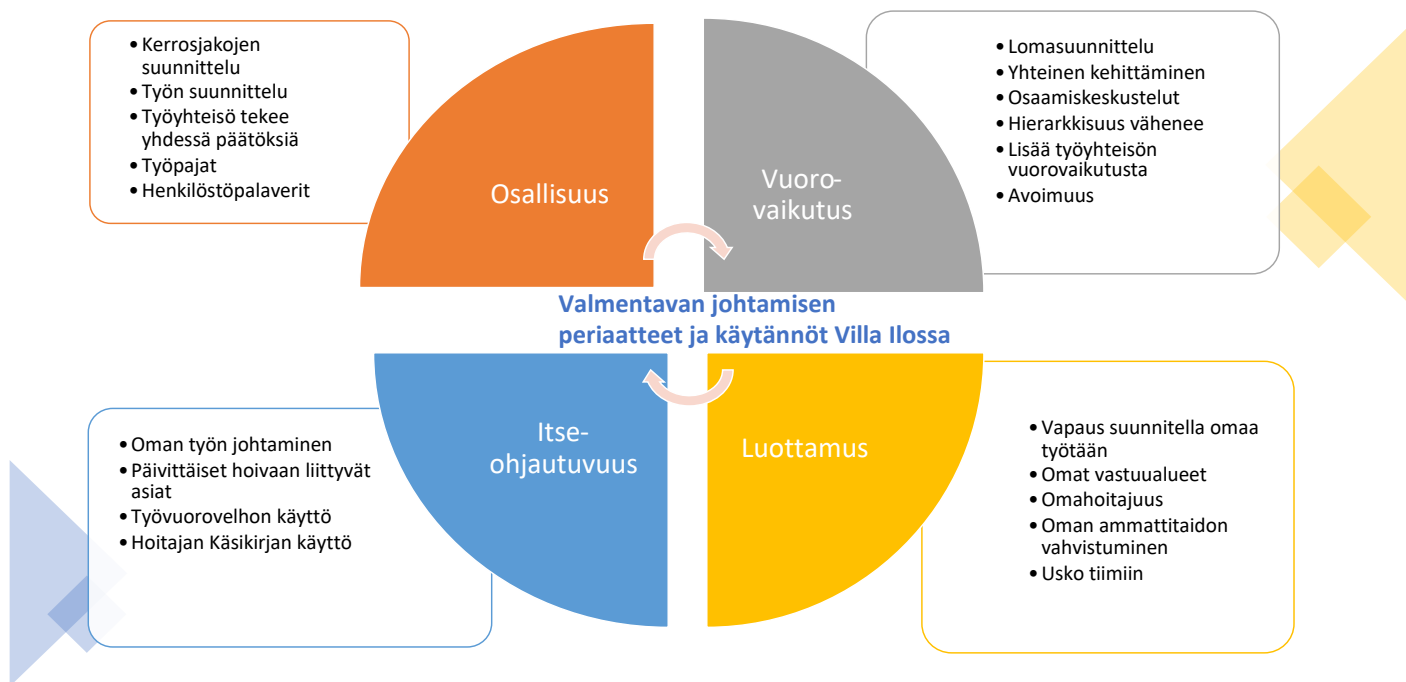 • Kerrosjakojen
suunnittelu
• Työn suunnittelu
• Työyhteisö tekee
yhdessä päätöksiä
• Työpajat
• Henkilöstöpalaverit
Osallisuus
Vuoro-
vaikutus
• Lomasuunnittelu
• Yhteinen kehittäminen
• Osaamiskeskustelut
• Hierarkkisuus vähenee
• Lisää työyhteisön
vuorovaikutusta
• Avoimuus
Valmentavan johtamisen
periaatteet ja käytännöt Villa Ilossa
• Oman työn johtaminen
• Päivittäiset hoivaan liittyvät
asiat
• Työvuorovelhon käyttö
• Hoitajan Käsikirjan käyttö
Itse-
ohjautuvuus
Luottamus
• Vapaus suunnitella omaa
työtään
• Omat vastuualueet
• Omahoitajuus
• Oman ammattitaidon
vahvistuminen
• Usko tiimiin